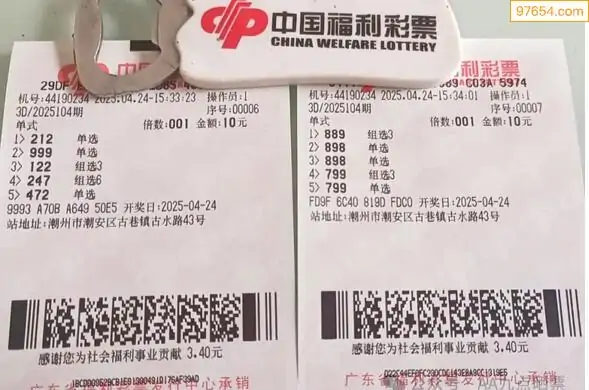 97654.com
中国福利彩票
CHINA WELFARE LOTTERY
机号:44190234 2025.04.24-15:33:23 操作员:1
3D/2025104期 序号:00006
单式 倍数:001 金额:10元
1> 212 单选
2> 999 单选
3> 122 组选3
4> 247 组选6
5> 472 单选
9993 A70B A649 50E5 开奖日:2025-04-24
站地址:潮州市潮安区古巷镇古水路43号
感谢您为社会福利事业贡献 3.40元
福利彩票
C03A 5974
机号:44190234 2025.04.24-15:34:01 操作员:1
3D/2025104期 序号:00007
单式 倍数:001 金额:10元
1> 889 组选3
2> 898 单选
3> 898 单选
4> 799 组选3
5> 799 单选
FD9F 6C40 819D FDC0 开奖日:2025-04-24
站地址:潮州市潮安区古巷镇古水路43号
感谢您为社会福利事业贡献 3.40元